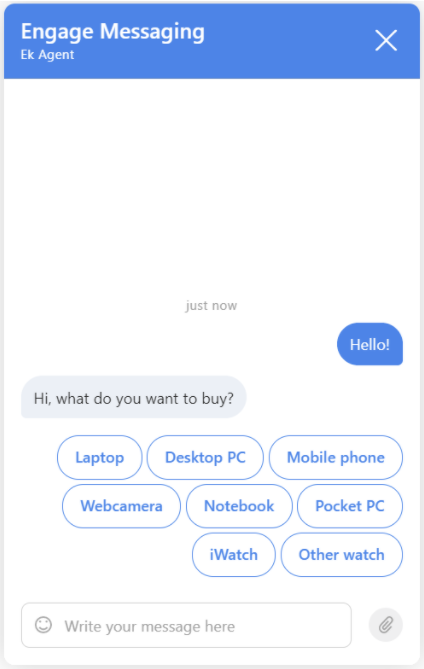 Engage Messaging
Ek Agent
just now
Hello!
Hi, what do you want to buy?
Laptop Desktop PC Mobile phone
Webcamera Notebook Pocket PC
iWatch Other watch
Write your message here